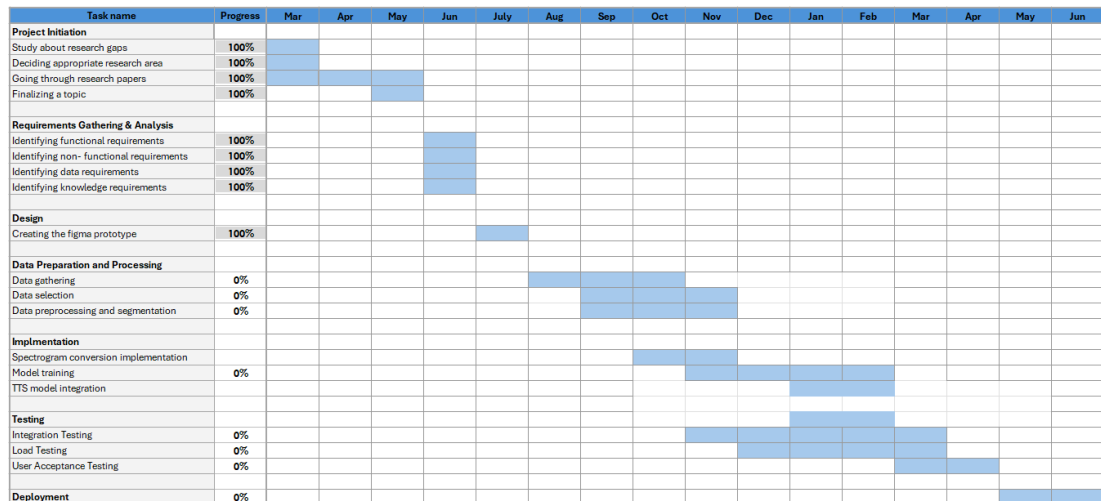 Task name Progress Mar Apr May Jun July Aug Sep Oct Nov Dec Jan Feb Mar Apr May Jun
Project Initiation
Study about research gaps 100%
Deciding appropriate research area 100%
Going through research papers 100%
Finalizing a topic 100%
Requirements Gathering & Analysis
Identifying functional requirements 100%
Identifying non- functional requirements 100%
Identifying data requirements 100%
Identifying knowledge requirements 100%
Design
Creating the figma prototype 100%
Data Preparation and Processing
Data gathering 0%
Data selection 0%
Data preprocessing and segmentation 0%
Implmentation
Spectrogram conversion implementation
Model training 0%
TTS model integration
Testing
Integration Testing 0%
Load Testing 0%
User Acceptance Testing 0%
Deployment 0%